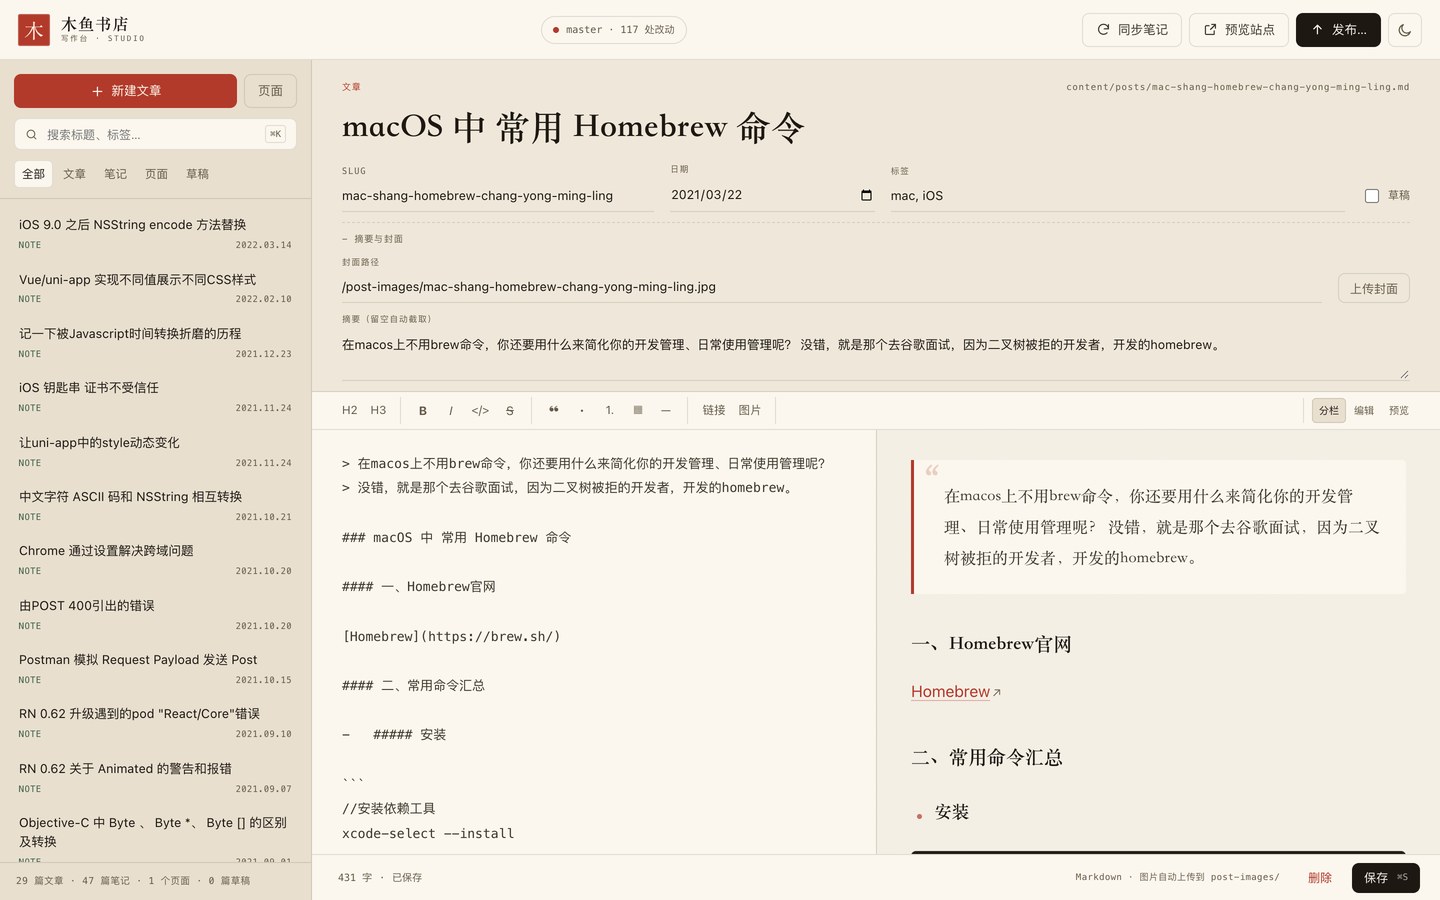 木
木鱼书店
写作台 · STUDIO
master · 117 处改动
同步笔记
预览站点
发布...
新建文章
页面
搜索标题、标签...
⌘K
全部 文章 笔记 页面 草稿
iOS 9.0 之后 NSString encode 方法替换
NOTE 2022.03.14
Vue/uni-app 实现不同值展示不同CSS样式
NOTE 2022.02.10
记一下被Javascript时间转换折磨的历程
NOTE 2021.12.23
iOS 钥匙串 证书不受信任
NOTE 2021.11.24
让uni-app中的style动态变化
NOTE 2021.11.24
中文字符 ASCII 码和 NSString 相互转换
NOTE 2021.10.21
Chrome 通过设置解决跨域问题
NOTE 2021.10.20
由POST 400引出的错误
NOTE 2021.10.20
Postman 模拟 Request Payload 发送 Post
NOTE 2021.10.15
RN 0.62 升级遇到的pod "React/Core"错误
NOTE 2021.09.10
RN 0.62 关于 Animated 的警告和报错
NOTE 2021.09.07
Objective-C 中 Byte 、 Byte *、 Byte [] 的区别
及转换
NOTE 2021.09.01
29 篇文章 · 47 篇笔记 · 1 个页面 · 0 篇草稿
文章
content/posts/mac-shang-homebrew-chang-yong-ming-ling.md
macOS 中 常用 Homebrew 命令
SLUG 日期 标签
mac-shang-homebrew-chang-yong-ming-ling 2021/03/22 mac, iOS 草稿
− 摘要与封面
封面路径
/post-images/mac-shang-homebrew-chang-yong-ming-ling.jpg 上传封面
摘要（留空自动截取）
在macos上不用brew命令，你还要用什么来简化你的开发管理、日常使用管理呢？ 没错，就是那个去谷歌面试，因为二叉树被拒的开发者，开发的homebrew。
H2 H3 B I </> S ❝ · 1. ▦ — 链接 图片 分栏 编辑 预览
> 在macos上不用brew命令，你还要用什么来简化你的开发管理、日常使用管理呢？
> 没错，就是那个去谷歌面试，因为二叉树被拒的开发者，开发的homebrew。
### macOS 中 常用 Homebrew 命令
#### 一、Homebrew官网
[Homebrew](https://brew.sh/)
#### 二、常用命令汇总
-   ##### 安装
```
//安装依赖工具
xcode-select --install
“
在macos上不用brew命令，你还要用什么来简化你的开发管
理、日常使用管理呢？ 没错，就是那个去谷歌面试，因为二叉
树被拒的开发者，开发的homebrew。
一、Homebrew官网
Homebrew↗
二、常用命令汇总
• 安装
431 字 · 已保存
Markdown · 图片自动上传到 post-images/
删除
保存 ⌘S